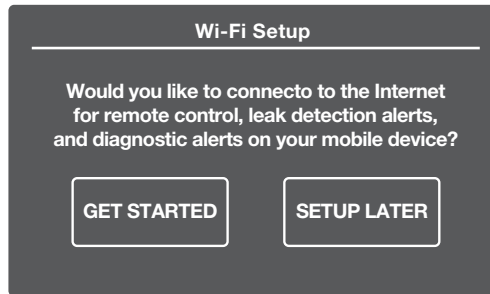 Wi-Fi Setup
Would you like to connecto to the Internet
for remote control, leak detection alerts,
and diagnostic alerts on your mobile device?
GET STARTED
SETUP LATER